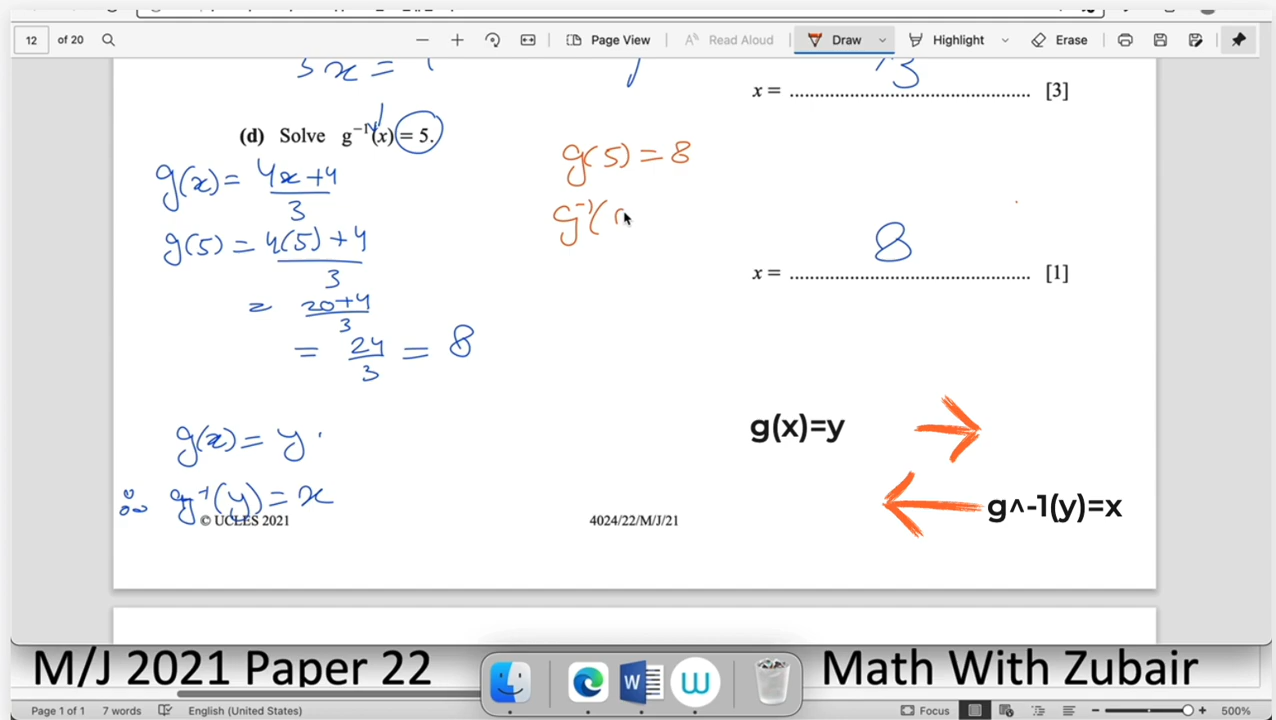 12 of 20 Page View Read Aloud Draw Highlight Erase
3x =
x = ........................................ [3]
(d) Solve g⁻¹(x) = 5.
g(x) = 4x+4/3
g(5) = 4(5)+4/3
= 20+4/3
= 24/3 = 8
g(5) = 8
g⁻¹(
8
x = ........................................ [1]
g(x) = y
∴ g⁻¹(y) = x
g(x)=y
g^-1(y)=x
© UCLES 2021 4024/22/M/J/21
M/J 2021 Paper 22 Math With Zubair
W W
Page 1 of 1 7 words English (United States) Focus 500%